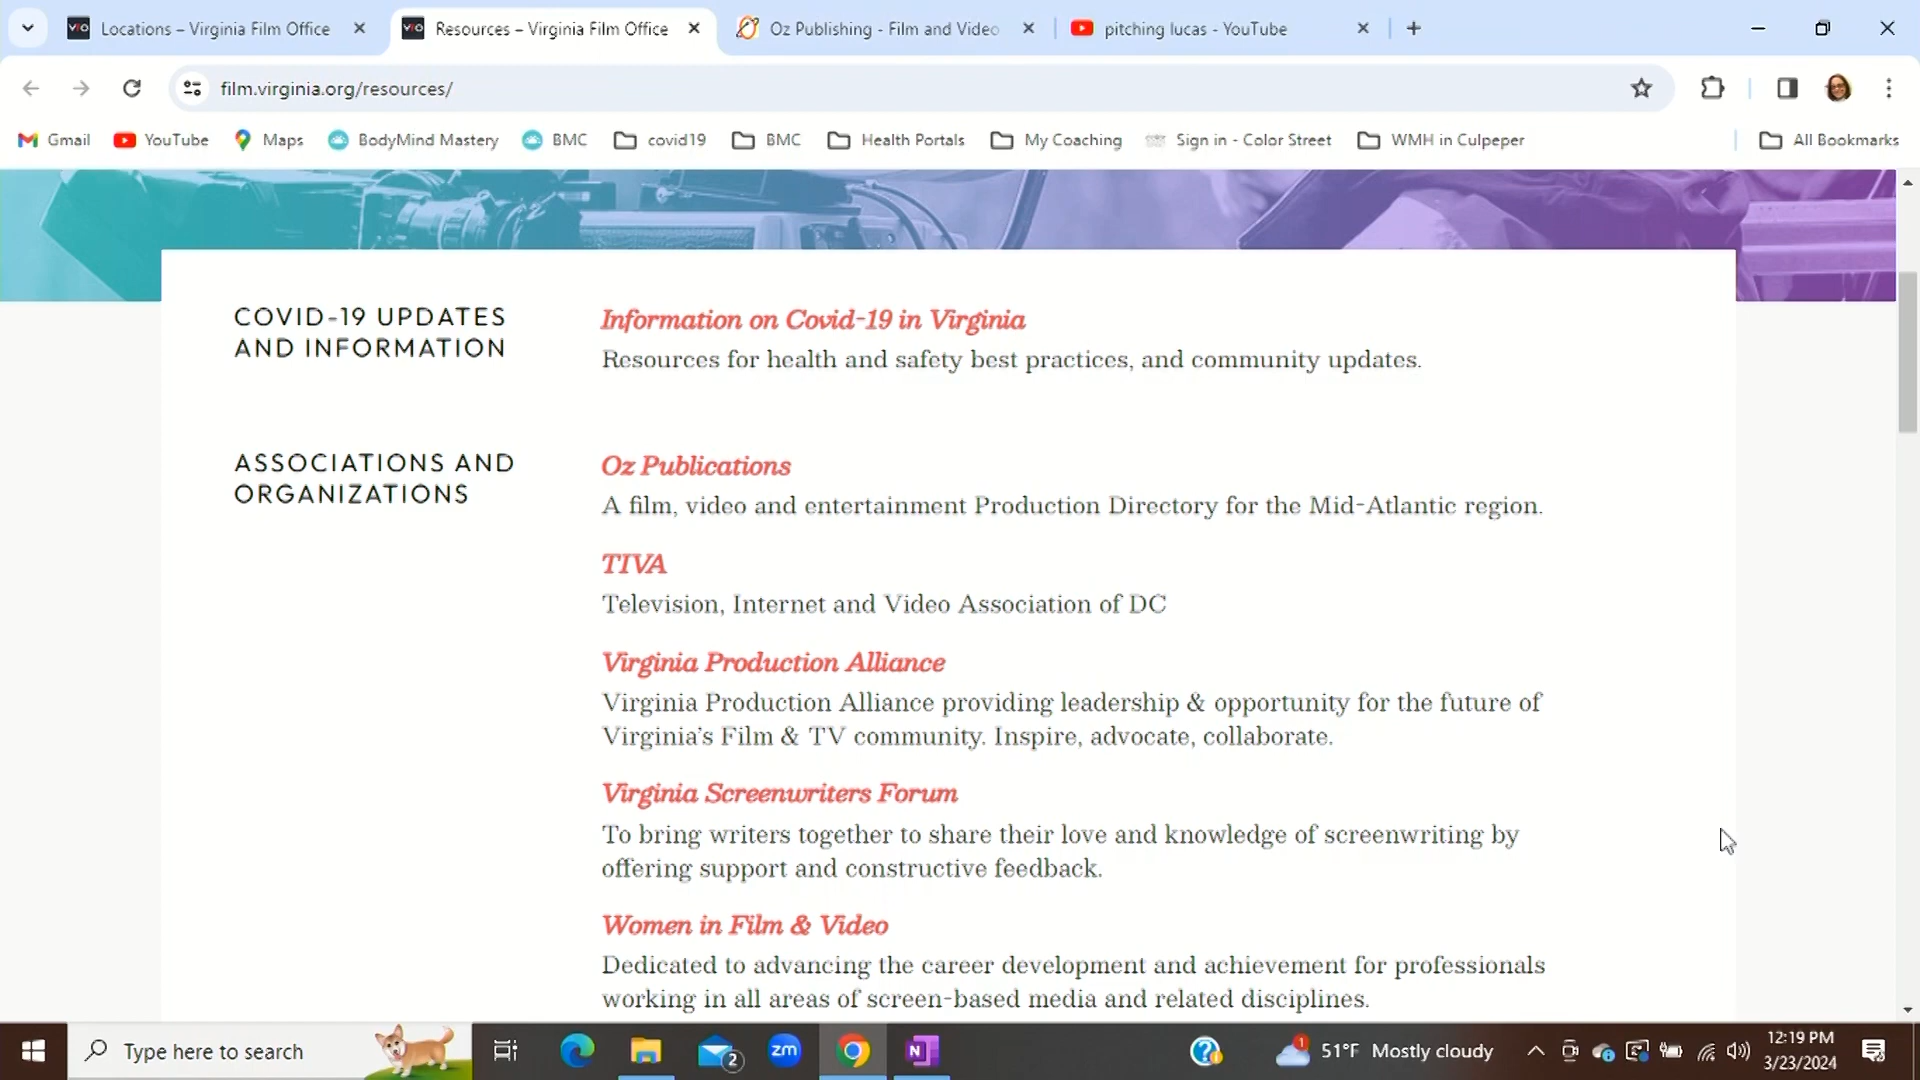 Locations – Virginia Film Office
Resources – Virginia Film Office
Oz Publishing - Film and Video
pitching lucas - YouTube
film.virginia.org/resources/
Gmail
YouTube
Maps
BodyMind Mastery
BMC
covid19
BMC
Health Portals
My Coaching
Sign in - Color Street
WMH in Culpeper
All Bookmarks
COVID-19 UPDATES
AND INFORMATION
Information on Covid-19 in Virginia
Resources for health and safety best practices, and community updates.
ASSOCIATIONS AND
ORGANIZATIONS
Oz Publications
A film, video and entertainment Production Directory for the Mid-Atlantic region.
TIVA
Television, Internet and Video Association of DC
Virginia Production Alliance
Virginia Production Alliance providing leadership & opportunity for the future of
Virginia's Film & TV community. Inspire, advocate, collaborate.
Virginia Screenwriters Forum
To bring writers together to share their love and knowledge of screenwriting by
offering support and constructive feedback.
Women in Film & Video
Dedicated to advancing the career development and achievement for professionals
working in all areas of screen-based media and related disciplines.
Type here to search
2
zm
N
1
51°F Mostly cloudy
12:19 PM
3/23/2024